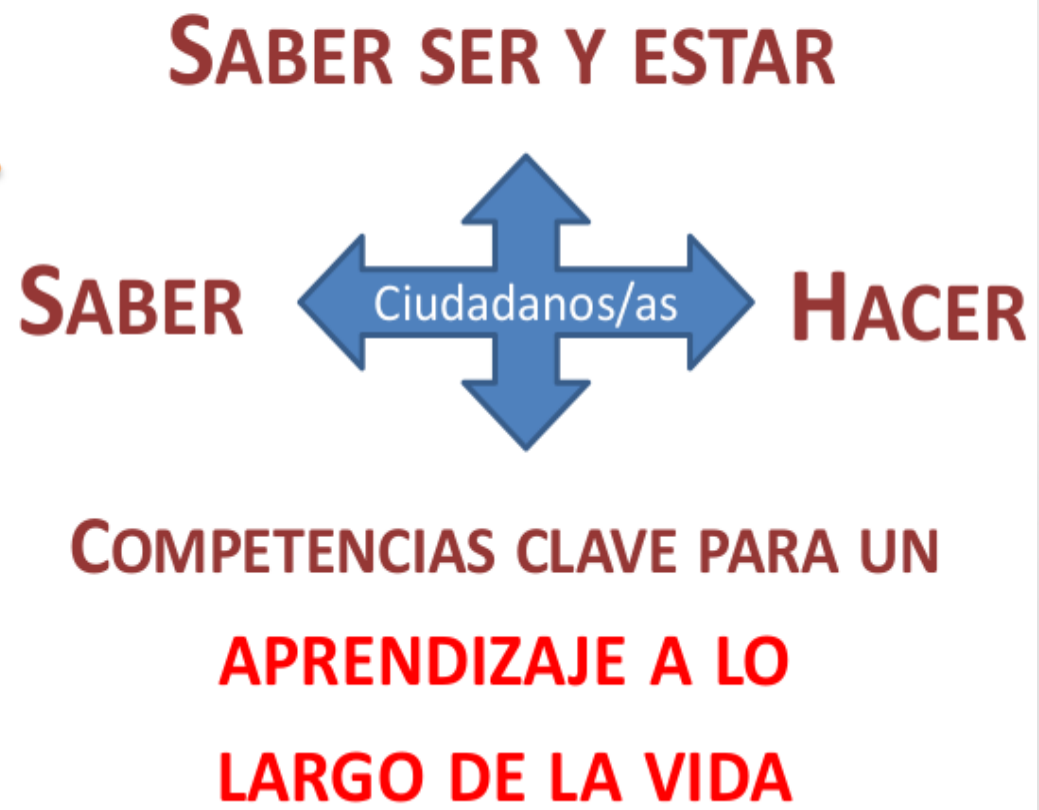 SABER SER Y ESTAR
SABER
Ciudadanos/as
HACER
COMPETENCIAS CLAVE PARA UN
APRENDIZAJE A LO
LARGO DE LA VIDA